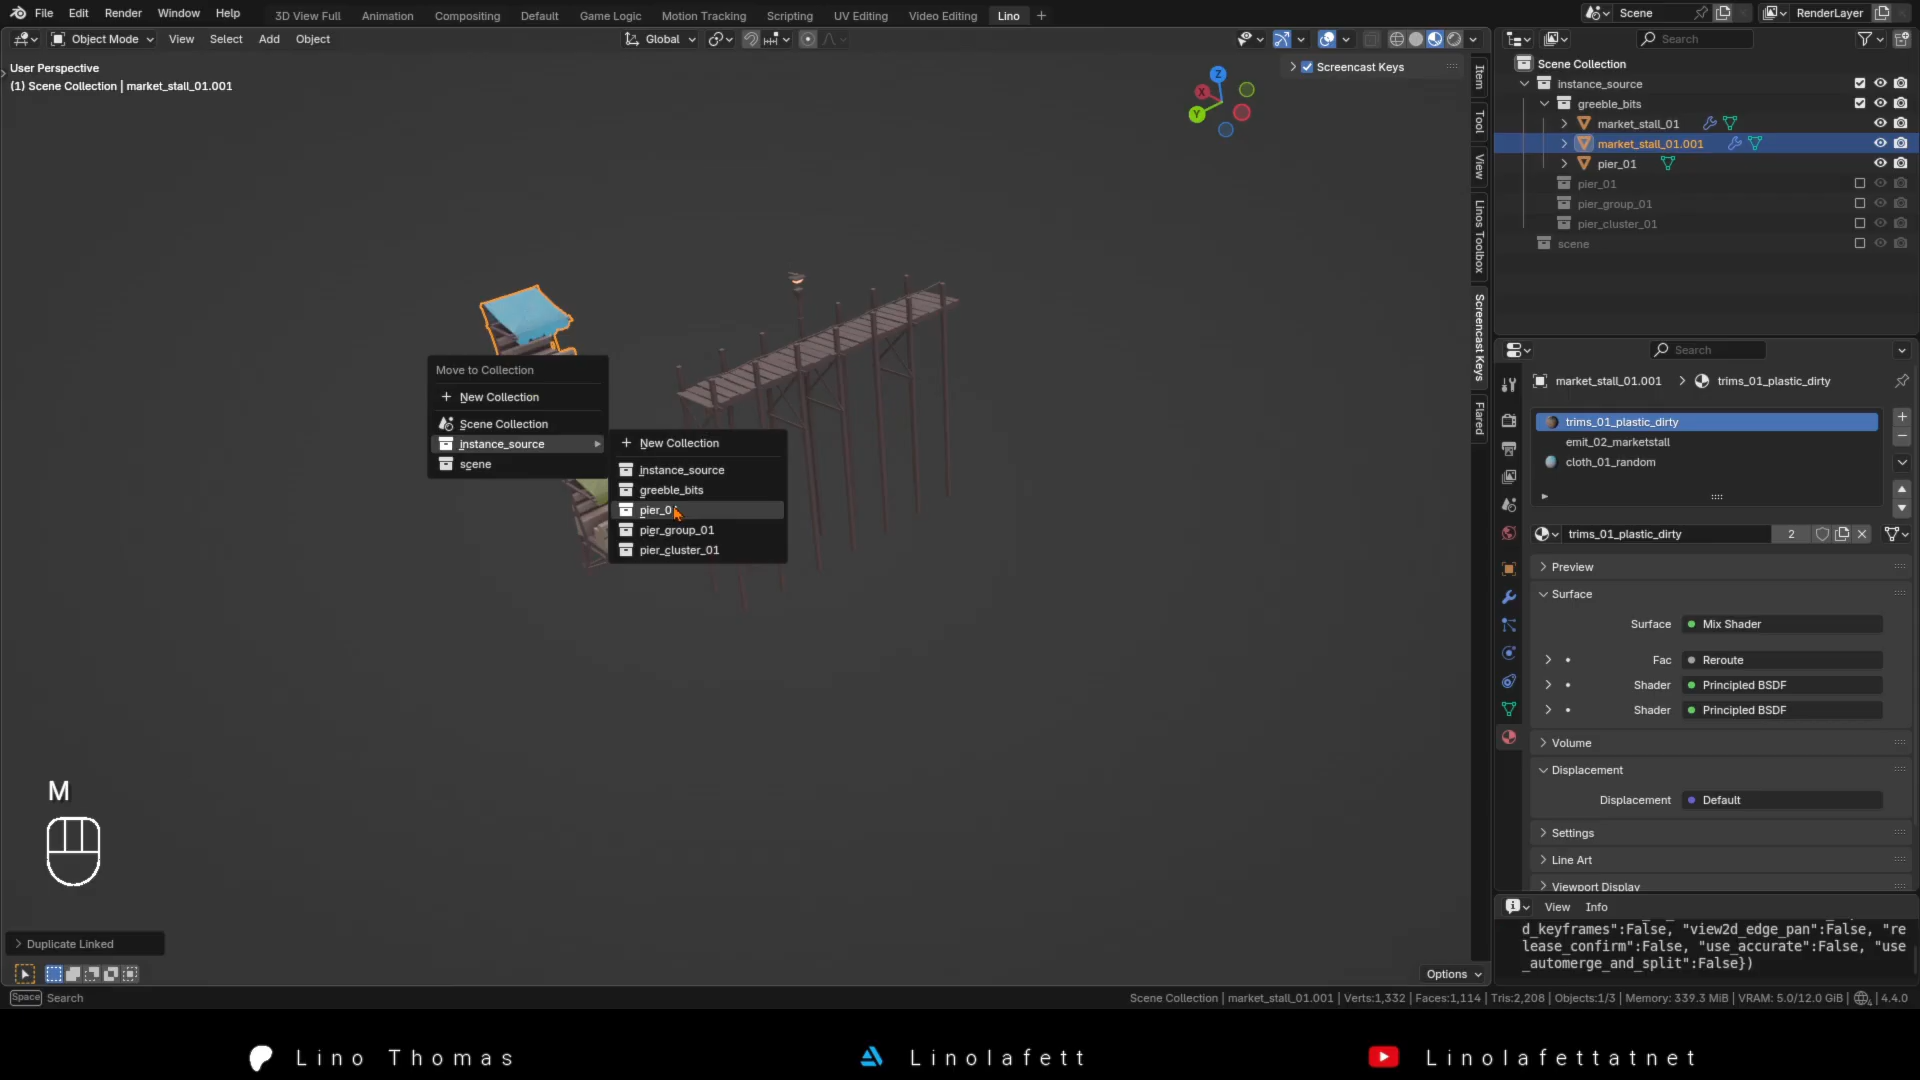 File Edit Render Window Help 3D View Full Animation Compositing Default Game Logic Motion Tracking Scripting UV Editing Video Editing Lino Scene RenderLayer
Object Mode View Select Add Object Global Search
User Perspective
(1) Scene Collection | market_stall_01.001
Screencast Keys
Item
Tool
View
Linos Toolbox
Screencast Keys
Flared
Scene Collection
instance_source
greeble_bits
market_stall_01
market_stall_01.001
pier_01
pier_01
pier_group_01
pier_cluster_01
scene
Move to Collection
New Collection
Scene Collection
instance_source
scene
New Collection
instance_source
greeble_bits
pier_group_01
pier_cluster_01
Search
market_stall_01.001 trims_01_plastic_dirty
trims_01_plastic_dirty
emit_02_marketstall
cloth_01_random
trims_01_plastic_dirty 2
Preview
Surface
Surface Mix Shader
Fac Reroute
Shader Principled BSDF
Shader Principled BSDF
Volume
Displacement
Displacement Default
Settings
Line Art
Viewport Display
View Info
d_keyframes":False, "view2d_edge_pan":False, "re
lease_confirm":False, "use_accurate":False, "use
_automerge_and_split":False})
M
Duplicate Linked
Options
Space Search
Scene Collection | market_stall_01.001 | Verts:1,332 | Faces:1,114 | Tris:2,208 | Objects:1/3 | Memory: 339.3 MiB | VRAM: 5.0/12.0 GiB | 4.4.0
Lino Thomas Linolafett Linolafettatnet